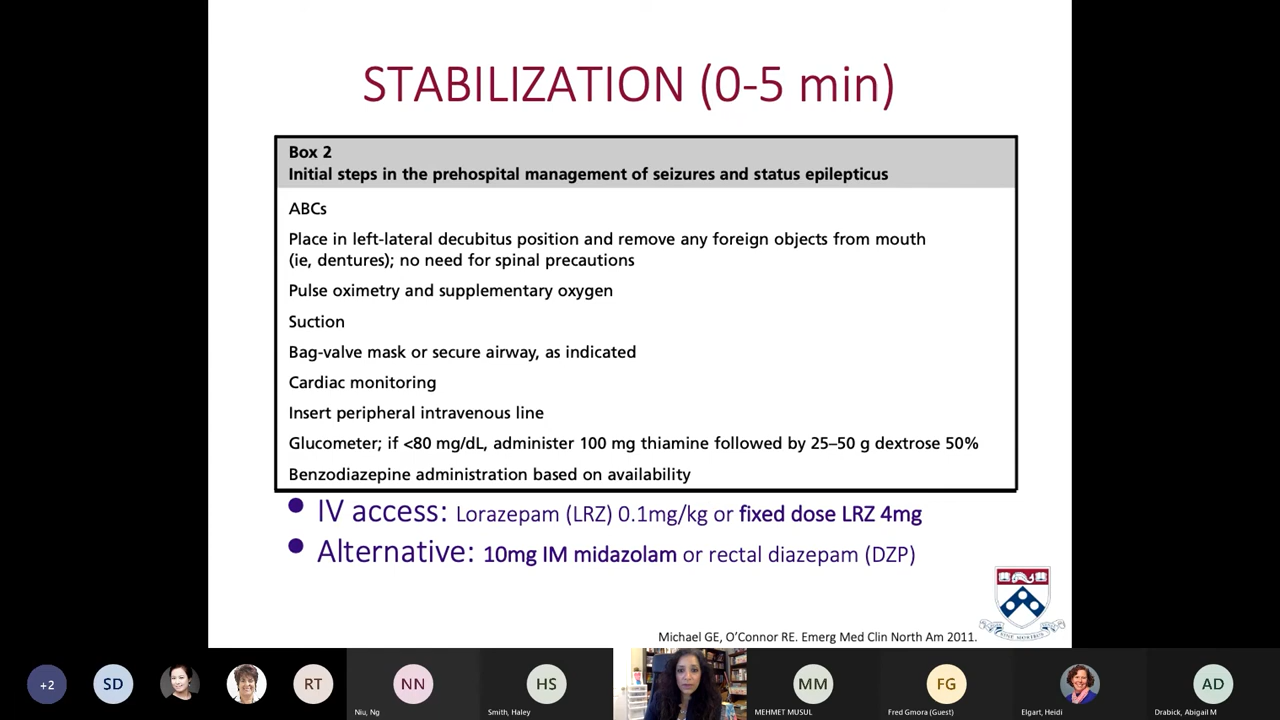 STABILIZATION (0-5 min)
Box 2
Initial steps in the prehospital management of seizures and status epilepticus
ABCs
Place in left-lateral decubitus position and remove any foreign objects from mouth
(ie, dentures); no need for spinal precautions
Pulse oximetry and supplementary oxygen
Suction
Bag-valve mask or secure airway, as indicated
Cardiac monitoring
Insert peripheral intravenous line
Glucometer; if <80 mg/dL, administer 100 mg thiamine followed by 25–50 g dextrose 50%
Benzodiazepine administration based on availability
• IV access: Lorazepam (LRZ) 0.1mg/kg or fixed dose LRZ 4mg
• Alternative: 10mg IM midazolam or rectal diazepam (DZP)
Michael GE, O’Connor RE. Emerg Med Clin North Am 2011.
+2
SD
RT
NN
HS
MM
FG
AD
Niu, Ng
Smith, Haley
MEHMET MUSUL
Fred Gmora (Guest)
Elgart, Heidi
Drabick, Abigail M